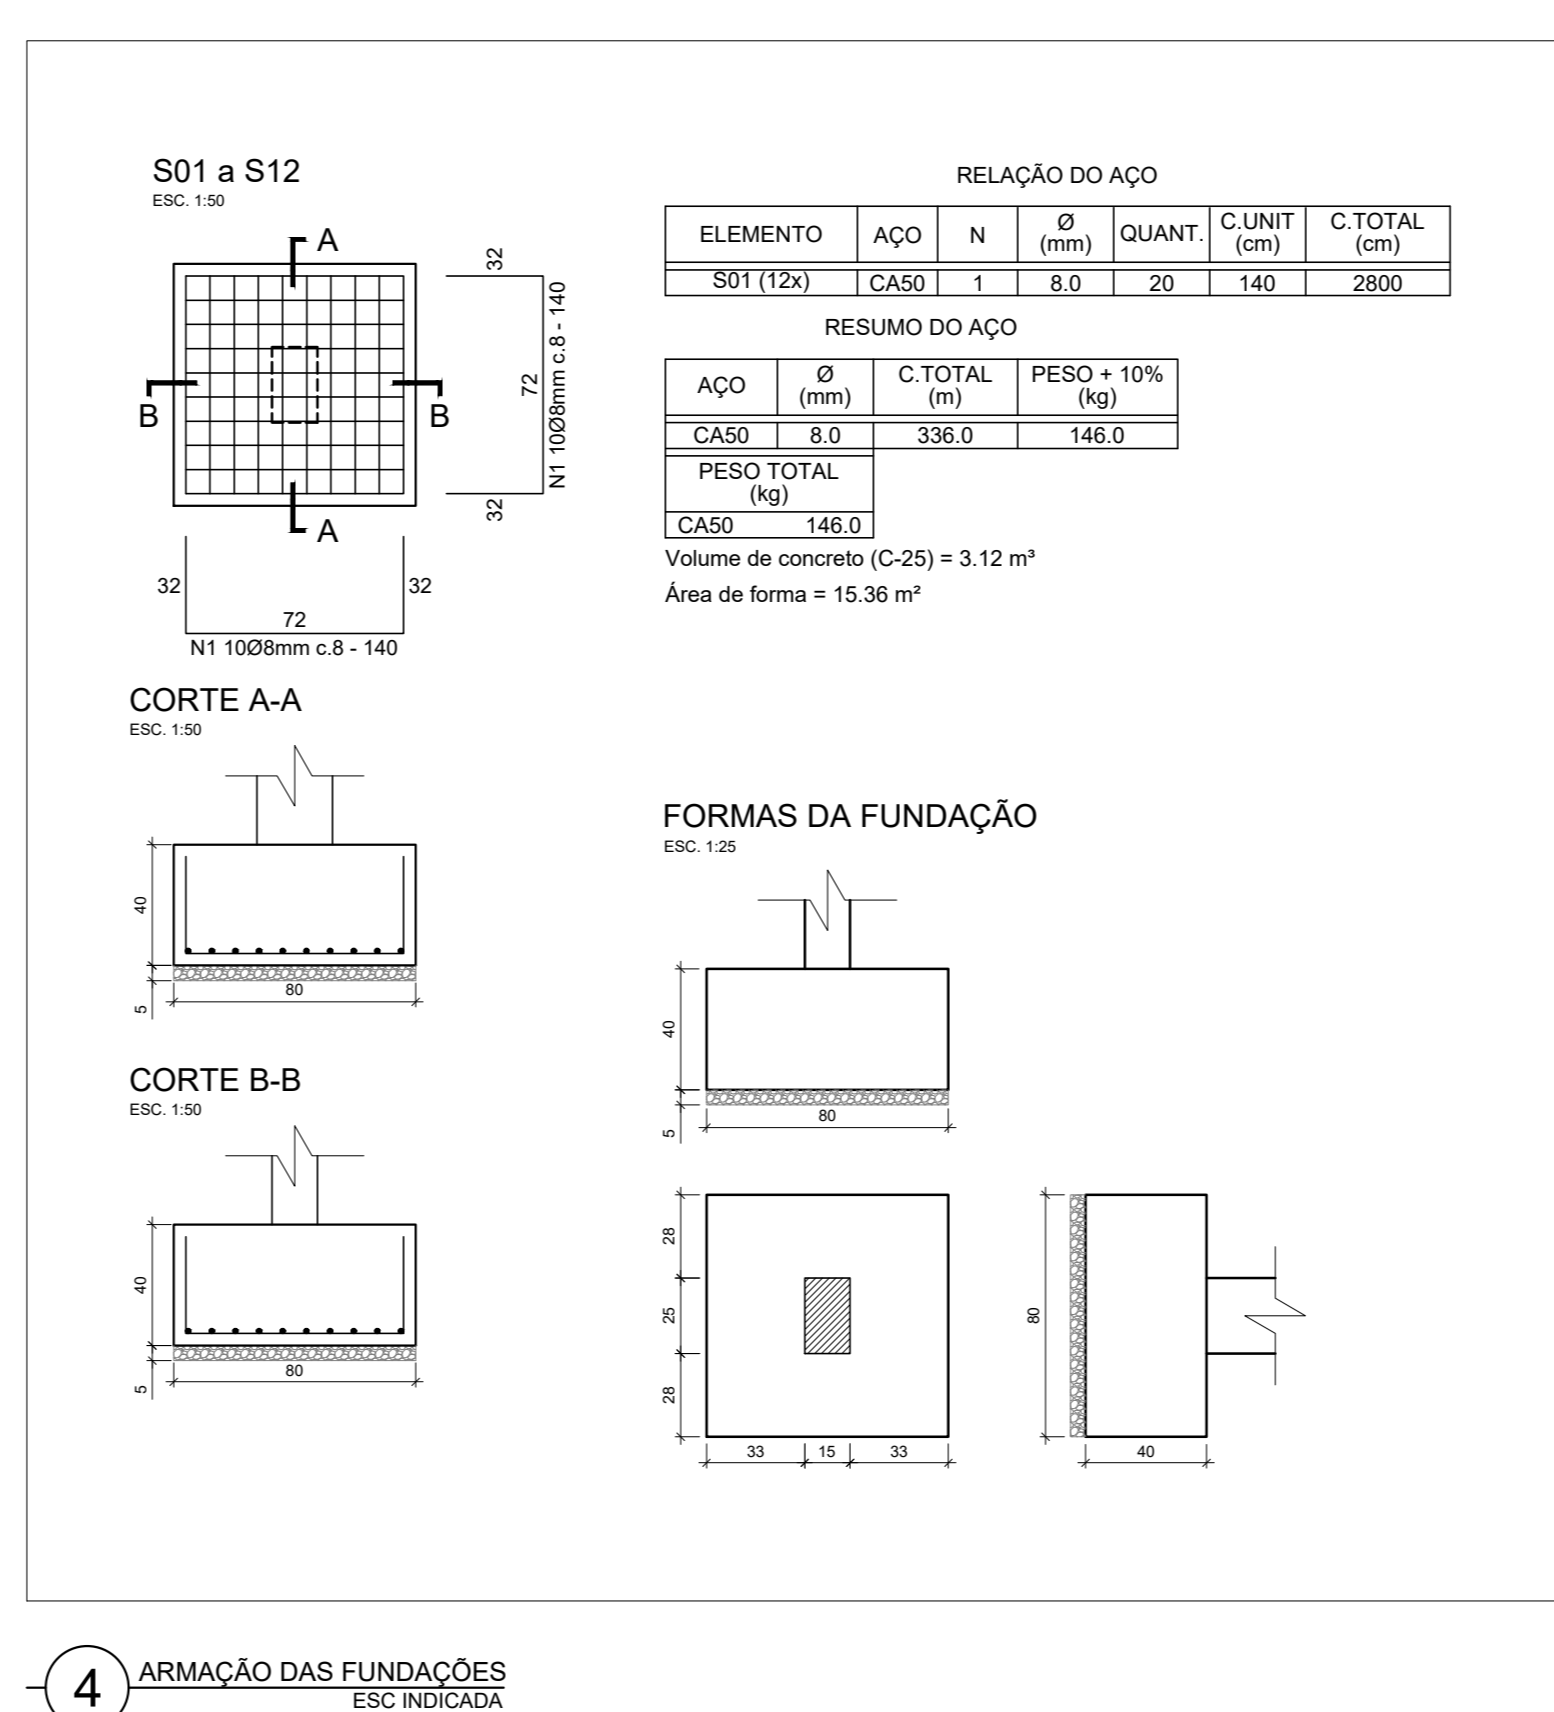 S01 a S12
ESC. 1:50
A
A
B
B
32
72
32
N1 10Ø8mm c.8 - 140
32
32
72
N1 10Ø8mm c.8 - 140
RELAÇÃO DO AÇO
ELEMENTO AÇO N Ø (mm) QUANT. C.UNIT (cm) C.TOTAL (cm)
S01 (12x) CA50 1 8.0 20 140 2800
RESUMO DO AÇO
AÇO Ø (mm) C.TOTAL (m) PESO + 10% (kg)
CA50 8.0 336.0 146.0
PESO TOTAL
(kg)
CA50 146.0
Volume de concreto (C-25) = 3.12 m³
Área de forma = 15.36 m²
CORTE A-A
ESC. 1:50
40
5
80
CORTE B-B
ESC. 1:50
40
5
80
FORMAS DA FUNDAÇÃO
ESC. 1:25
40
5
80
28
25
28
33 15 33
80
40
4
ARMAÇÃO DAS FUNDAÇÕES
ESC INDICADA